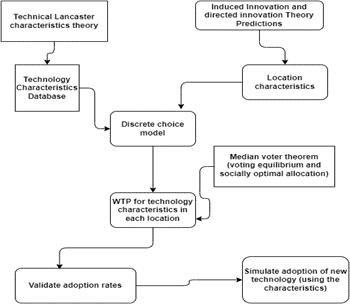 Technical Lancaster
characteristics theory
Induced Innovation and
directed innovation Theory
Predictions
Technology
Characteristics
Database
Location
characteristics
Discrete choice
model
Median voter theorem
(voting equilibrium and
socially optimal allocation)
WTP for technology
characteristics in
each location
Validate adoption rates
Simulate adoption of new
technology (using the
characteristics)